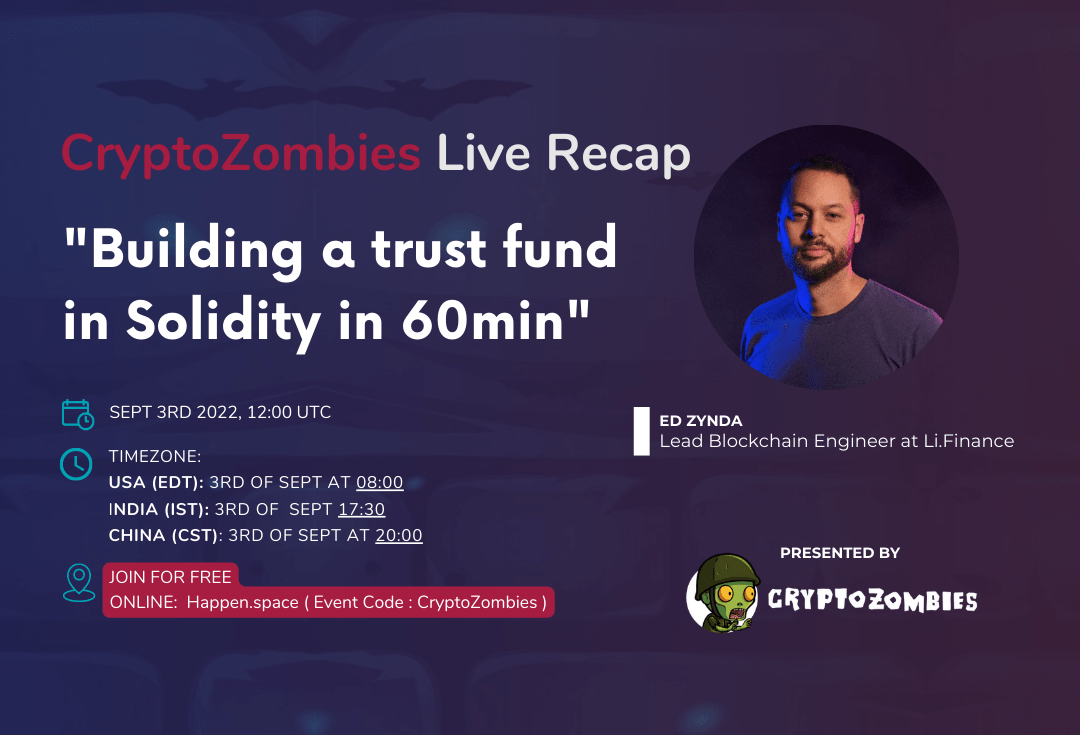 CryptoZombies Live Recap
"Building a trust fund
in Solidity in 60min"
SEPT 3RD 2022, 12:00 UTC
TIMEZONE:
USA (EDT): 3RD OF SEPT AT 08:00
INDIA (IST): 3RD OF SEPT 17:30
CHINA (CST): 3RD OF SEPT AT 20:00
JOIN FOR FREE
ONLINE: Happen.space ( Event Code : CryptoZombies )
ED ZYNDA
Lead Blockchain Engineer at Li.Finance
PRESENTED BY
CRYPTOZOMBIES